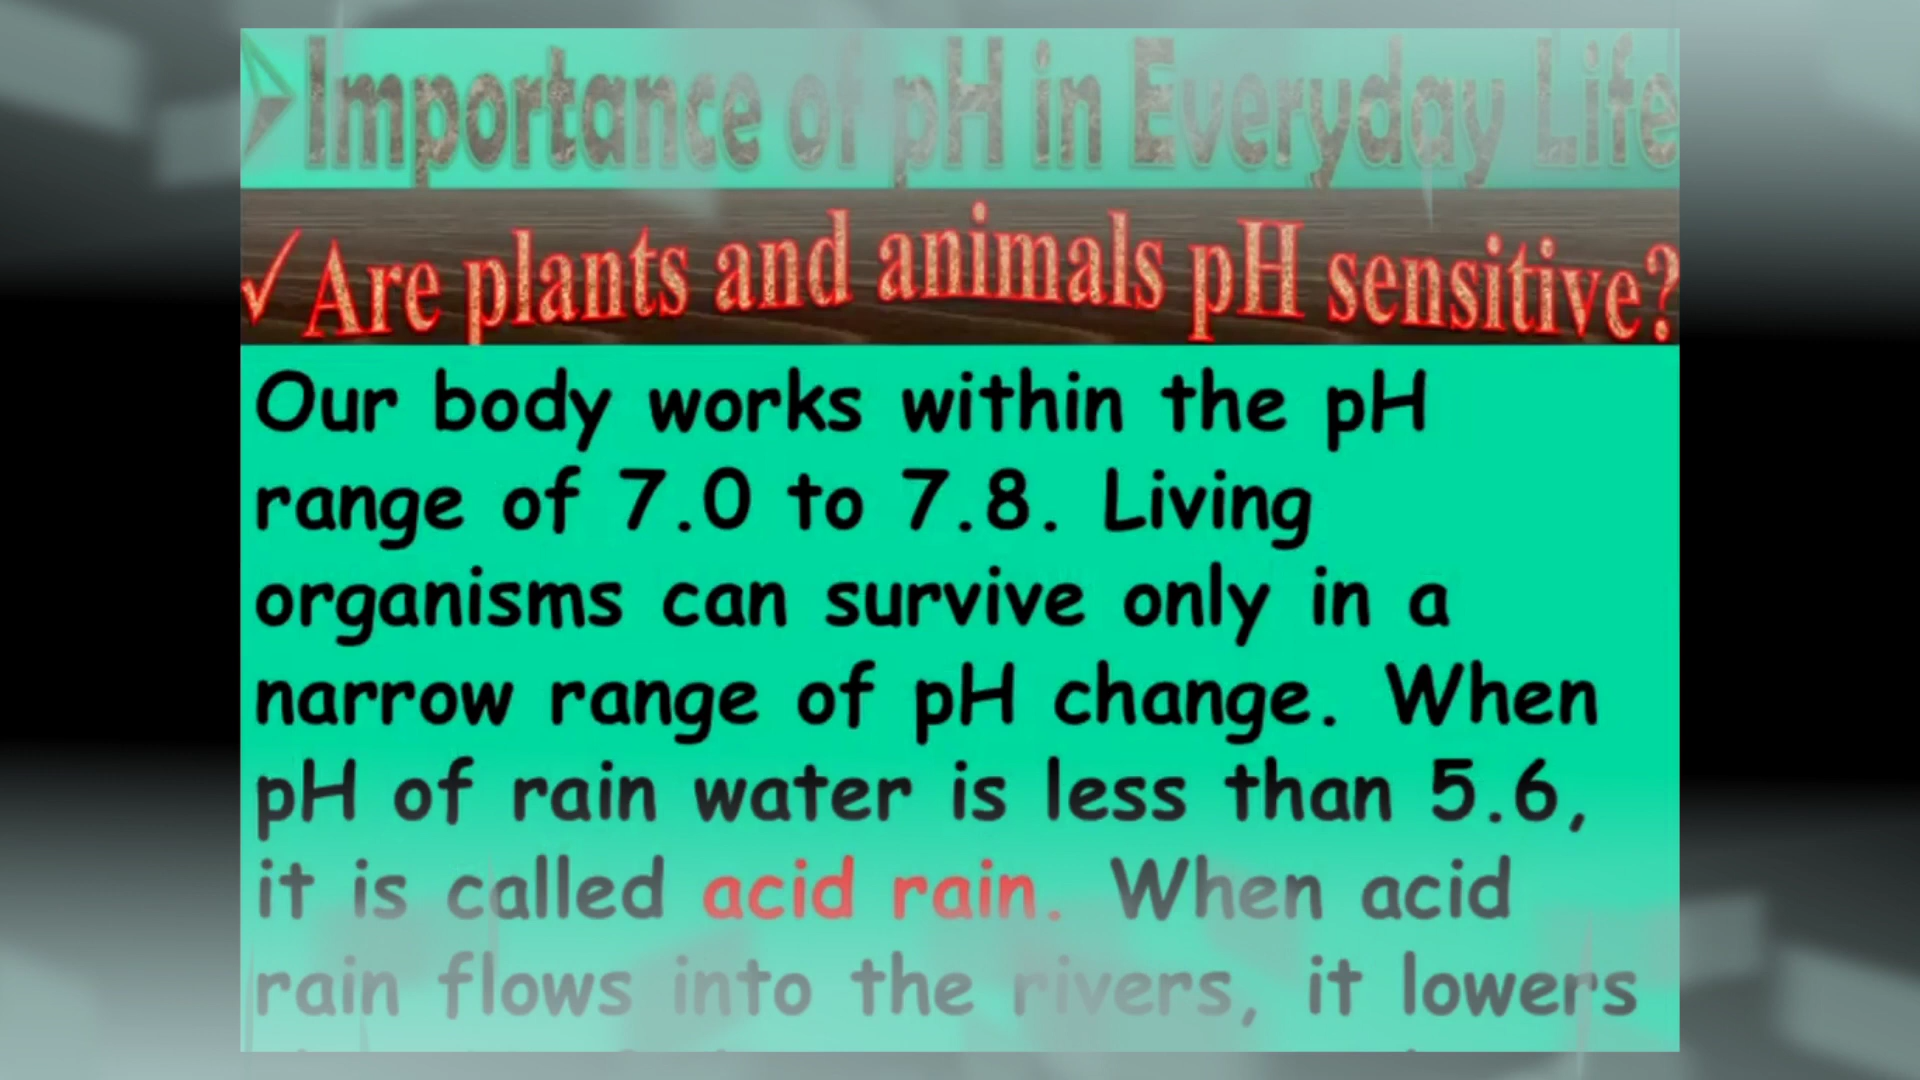 Importance of pH in Everyday Life
✓Are plants and animals pH sensitive?
Our body works within the pH
range of 7.0 to 7.8. Living
organisms can survive only in a
narrow range of pH change. When
pH of rain water is less than 5.6,
it is called acid rain. When acid
rain flows into the rivers, it lowers